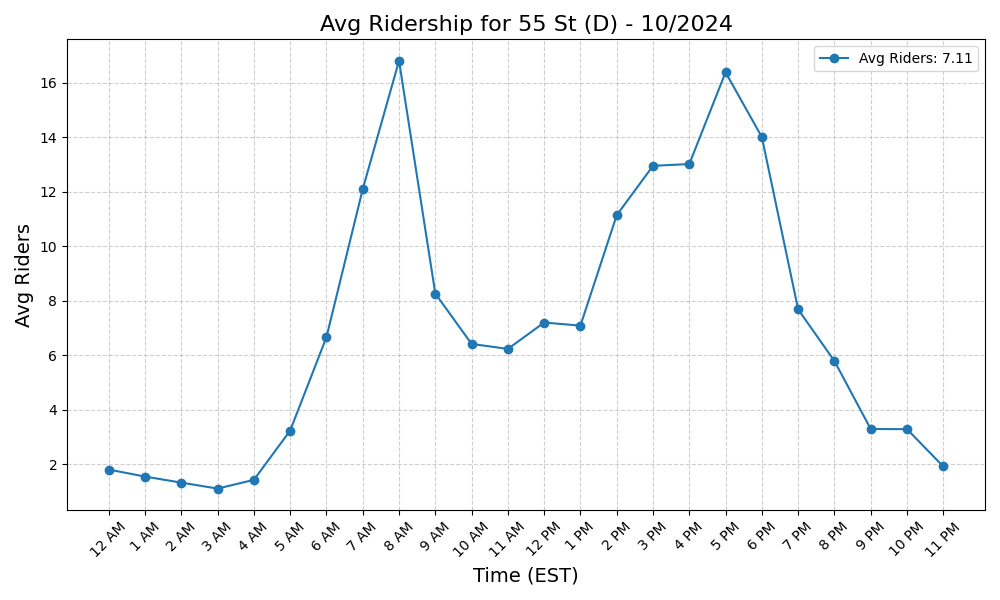 Avg Ridership for 55 St (D) - 10/2024
Avg Riders: 7.11
Avg Riders
16
14
12
10
8
6
4
2
12 AM
1 AM
2 AM
3 AM
4 AM
5 AM
6 AM
7 AM
8 AM
9 AM
10 AM
11 AM
12 PM
1 PM
2 PM
3 PM
4 PM
5 PM
6 PM
7 PM
8 PM
9 PM
10 PM
11 PM
Time (EST)